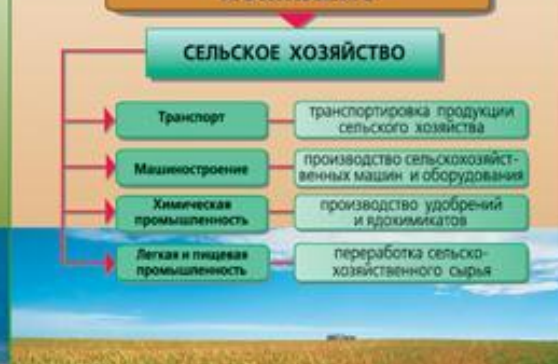 СЕЛЬСКОЕ ХОЗЯЙСТВО
Транспорт
транспортировка продукции
сельского хозяйства
Машиностроение
производство сельскохозяйст-
венных машин и оборудования
Химическая
промышленность
производство удобрений
и ядохимикатов
Легкая и пищевая
промышленность
переработка сельско-
хозяйственного сырья